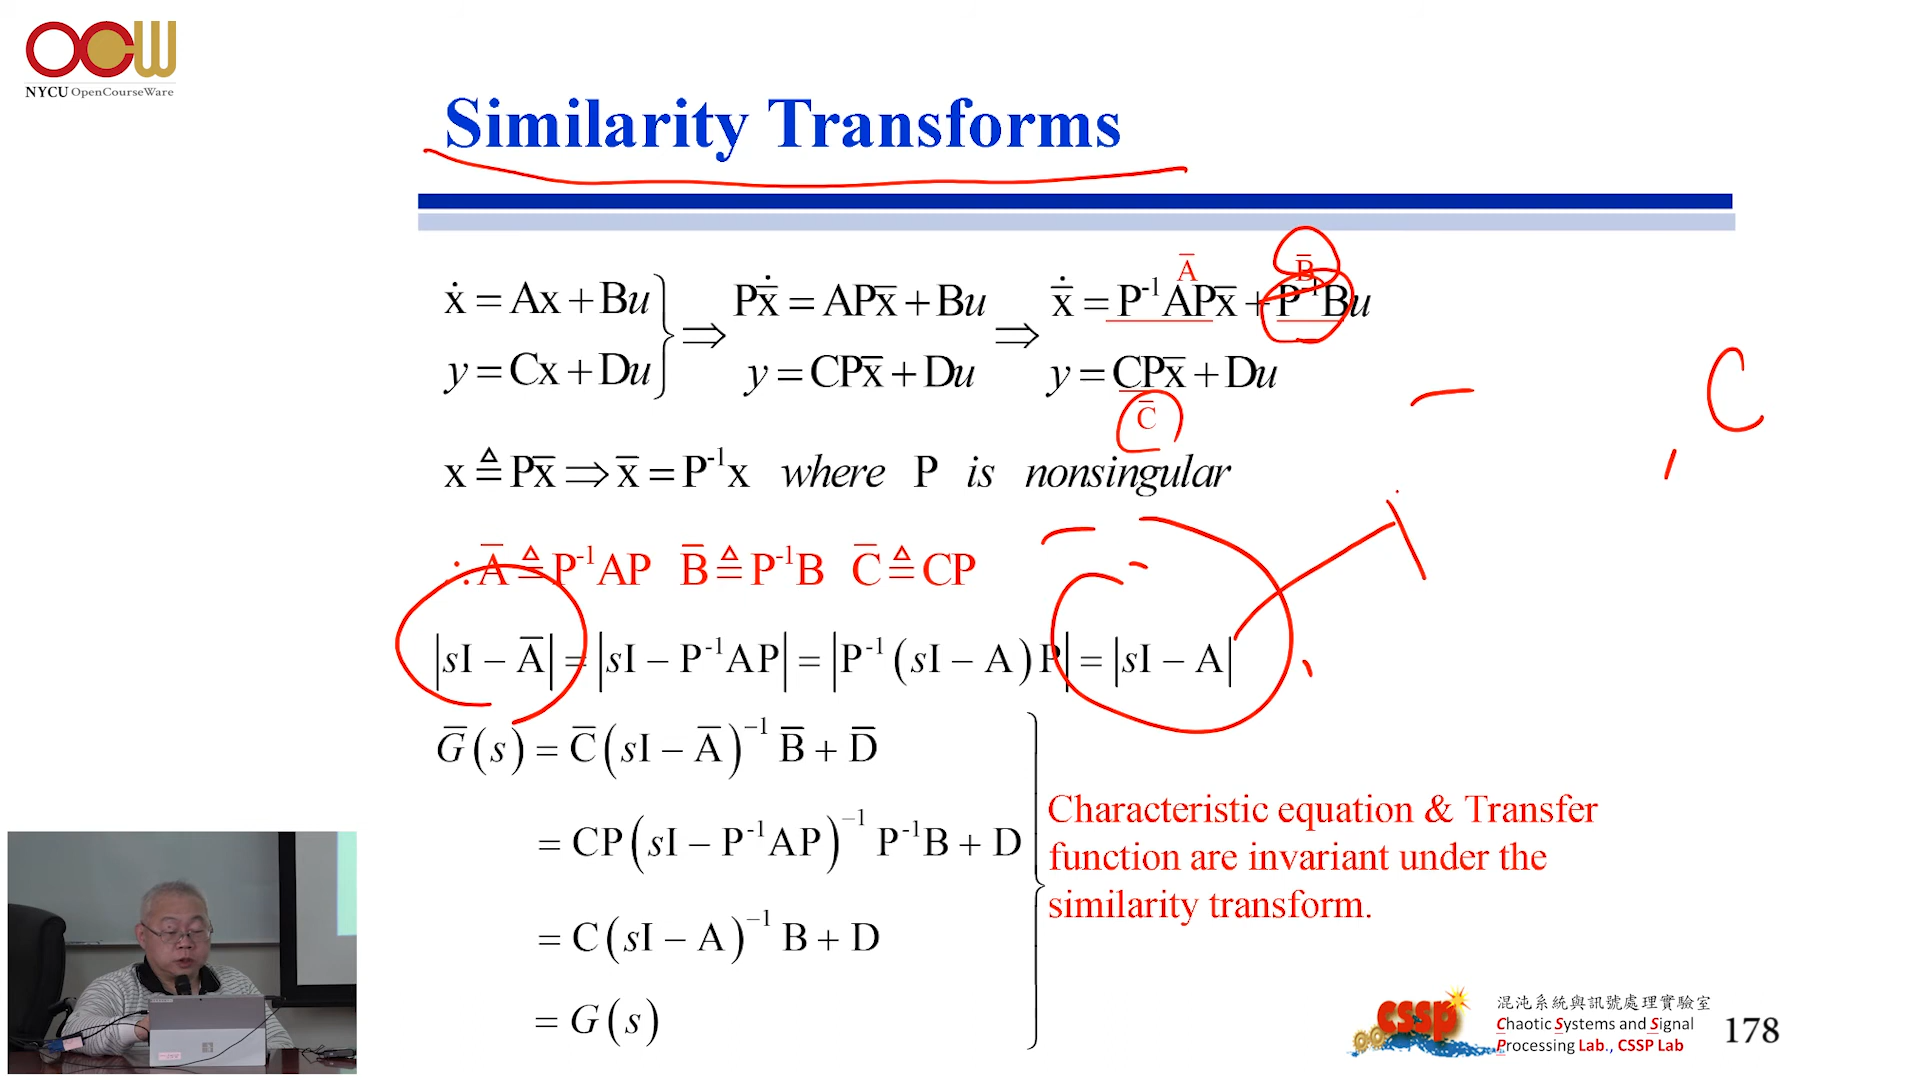 OCW
NYCU OpenCourseWare
Similarity Transforms
ẋ = Ax + Bu
y = Cx + Du
⇒
Px̄̇ = APx̄ + Bu
y = CPx̄ + Du
⇒
Ā B̄
x̄̇ = P⁻¹APx̄ + P⁻¹Bu
y = CPx̄ + Du
C̄
C
x ≜ Px̄ ⇒ x̄ = P⁻¹x where P is nonsingular
∴ Ā ≜ P⁻¹AP B̄ ≜ P⁻¹B C̄ ≜ CP
|sI − Ā| = |sI − P⁻¹AP| = |P⁻¹(sI − A)P| = |sI − A|
Ḡ(s) = C̄(sI − Ā)⁻¹ B̄ + D̄
= CP(sI − P⁻¹AP)⁻¹ P⁻¹B + D
= C(sI − A)⁻¹ B + D
= G(s)
Characteristic equation & Transfer
function are invariant under the
similarity transform.
cssp
混沌系統與訊號處理實驗室
Chaotic Systems and Signal
Processing Lab., CSSP Lab
178